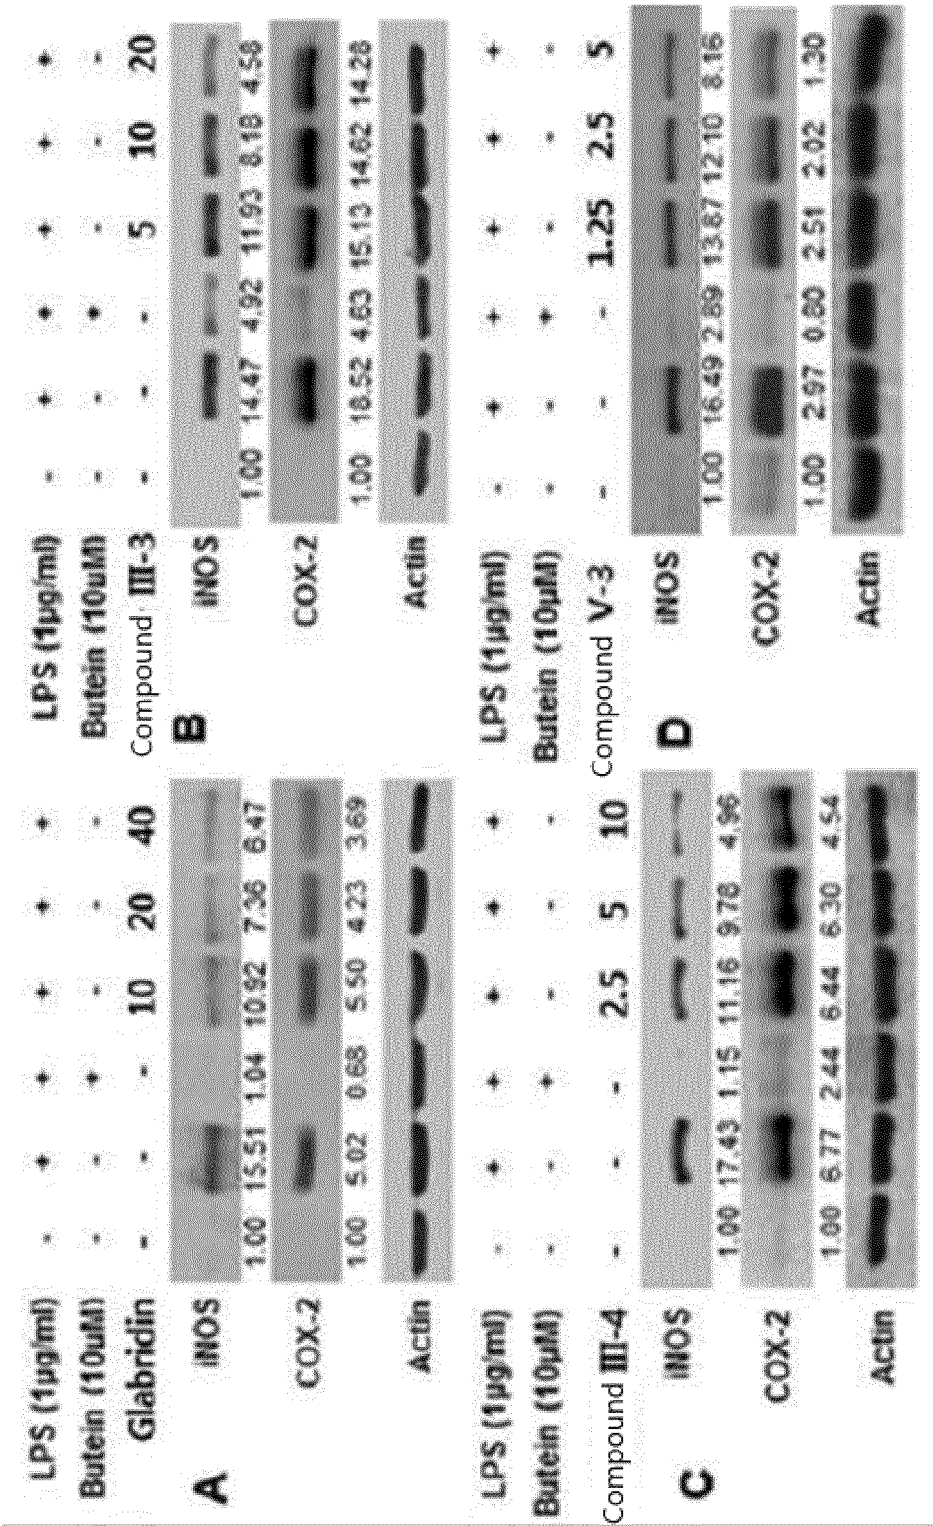 LPS (1μg/ml) - + + + + +
Butein (10uM) - - + - - -
Glabridin - - - 10 20 40
A
iNOS
1.00 15.51 1.04 10.92 7.36 6.47
COX-2
1.00 5.02 0.68 5.50 4.23 3.69
Actin
LPS (1μg/ml) - + + + + +
Butein (10uM) - - + - - -
Compound III-3 - - - 5 10 20
B
iNOS
1.00 14.47 4.92 11.93 8.18 4.58
COX-2
1.00 18.52 4.63 15.13 14.62 14.28
Actin
LPS (1μg/ml) - + + + + +
Butein (10μM) - - + - - -
Compound III-4 - - - 2.5 5 10
C
iNOS
1.00 17.43 1.15 11.16 9.78 4.96
COX-2
1.00 6.77 2.44 6.44 6.30 4.54
Actin
LPS (1μg/ml) - + + + + +
Butein (10μM) - - + - - -
Compound V-3 - - - 1.25 2.5 5
D
iNOS
1.00 16.49 2.89 13.87 12.10 8.16
COX-2
1.00 2.97 0.80 2.51 2.02 1.30
Actin